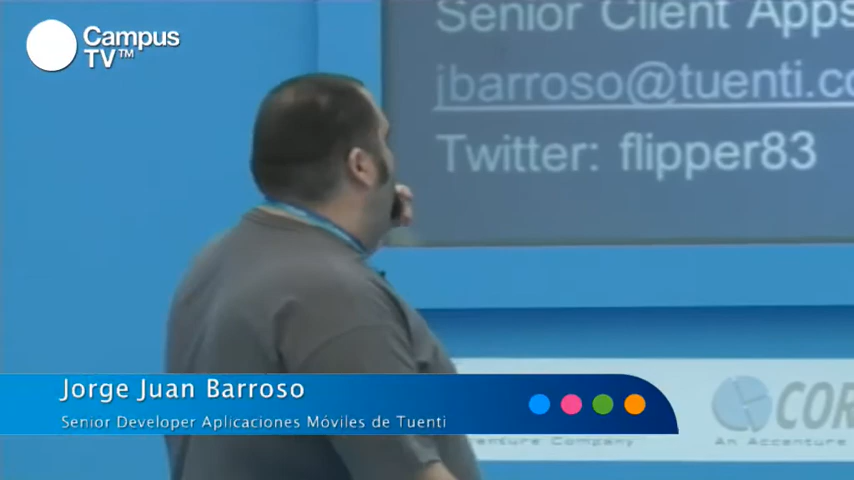 Campus
TV™
Senior Client Apps
jbarroso@tuenti.co
Twitter: flipper83
Jorge Juan Barroso
Senior Developer Aplicaciones Móviles de Tuenti
COR
Company
An Accenture